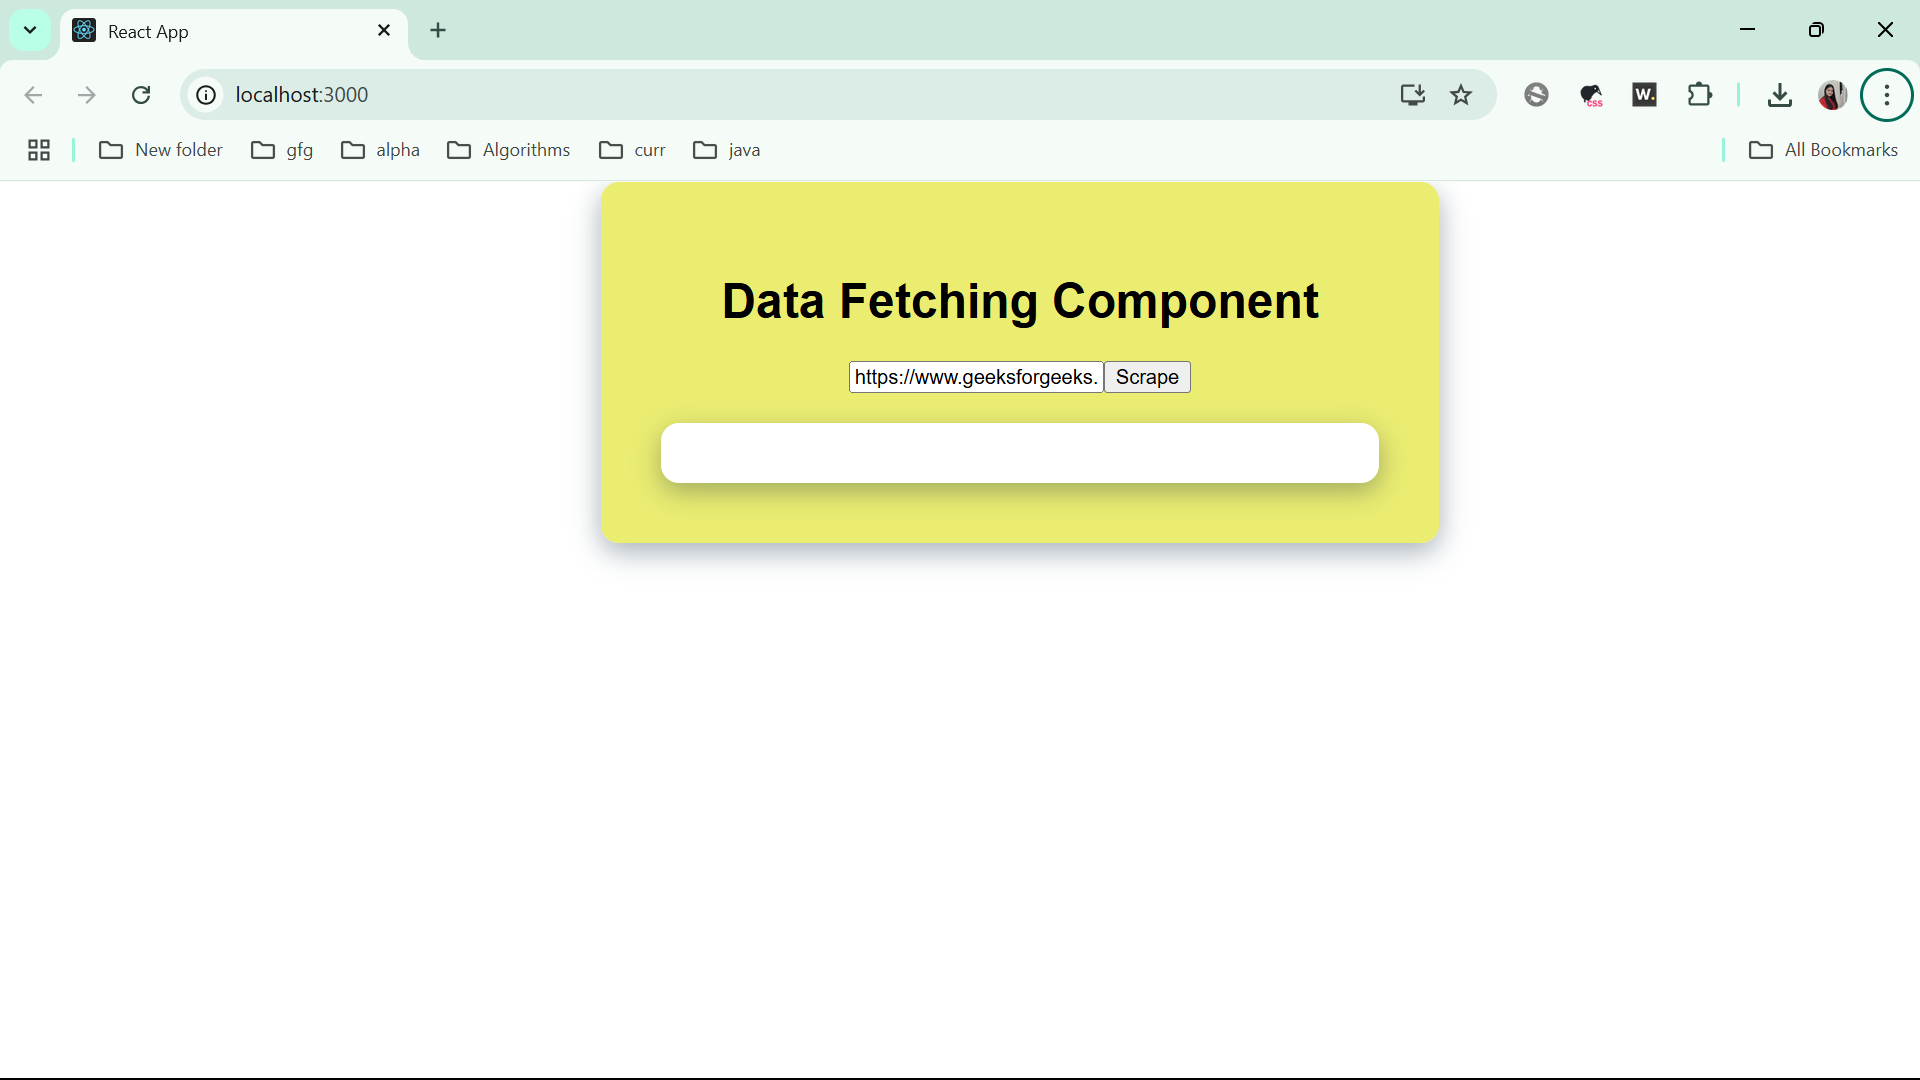 React App
localhost:3000
W.
css
New folder gfg alpha Algorithms curr java All Bookmarks
Data Fetching Component
https://www.geeksforgeeks. Scrape